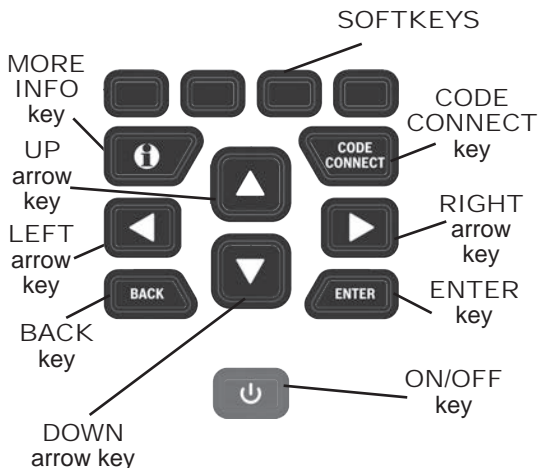 SOFTKEYS
MORE
INFO
key
CODE
CONNECT
key
CODE
CONNECT
UP
arrow
key
LEFT
arrow
key
RIGHT
arrow
key
BACK
ENTER
BACK
key
ENTER
key
ON/OFF
key
DOWN
arrow key